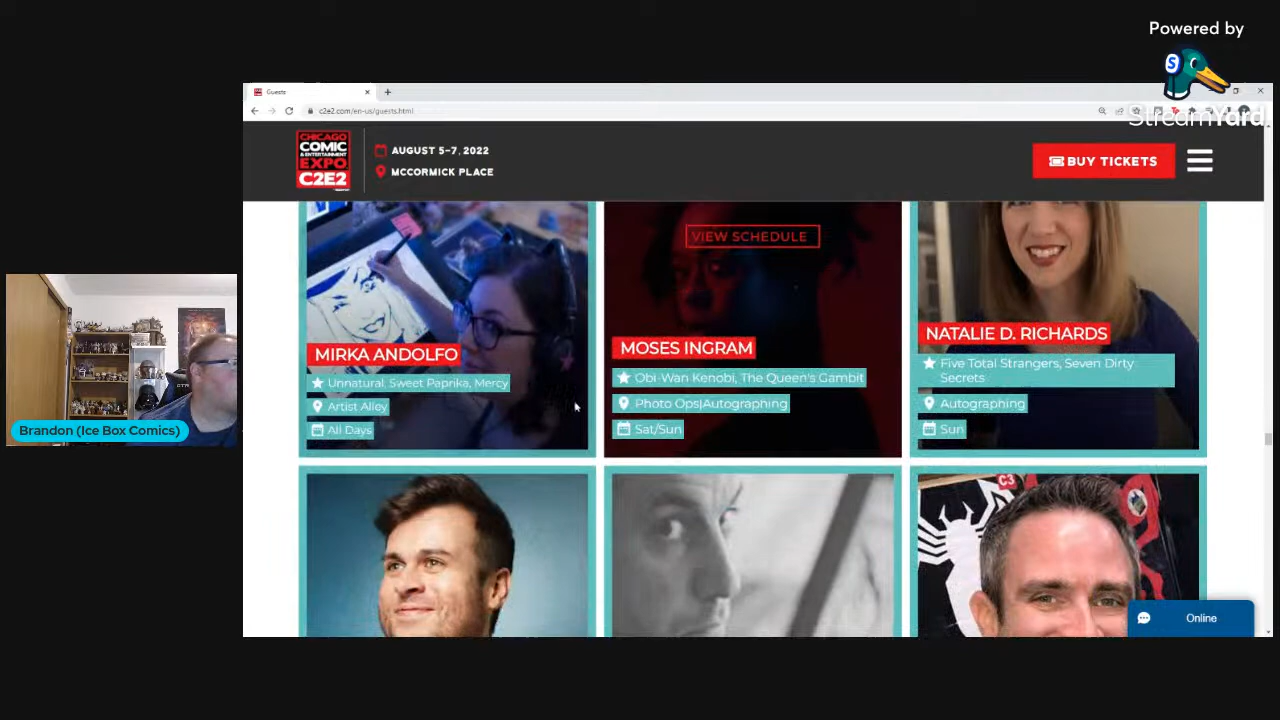 Powered by
S
StreamYard
Guests
c2e2.com/en-us/guests.html
CHICAGO
COMIC
& ENTERTAINMENT
EXPO
C2E2
AUGUST 5-7, 2022
MCCORMICK PLACE
BUY TICKETS
VIEW SCHEDULE
MIRKA ANDOLFO
Unnatural, Sweet Paprika, Mercy
Artist Alley
All Days
MOSES INGRAM
Obi-Wan Kenobi, The Queen's Gambit
Photo Ops|Autographing
Sat/Sun
NATALIE D. RICHARDS
Five Total Strangers, Seven Dirty
Secrets
Autographing
Sun
Brandon (Ice Box Comics)
C3
Online